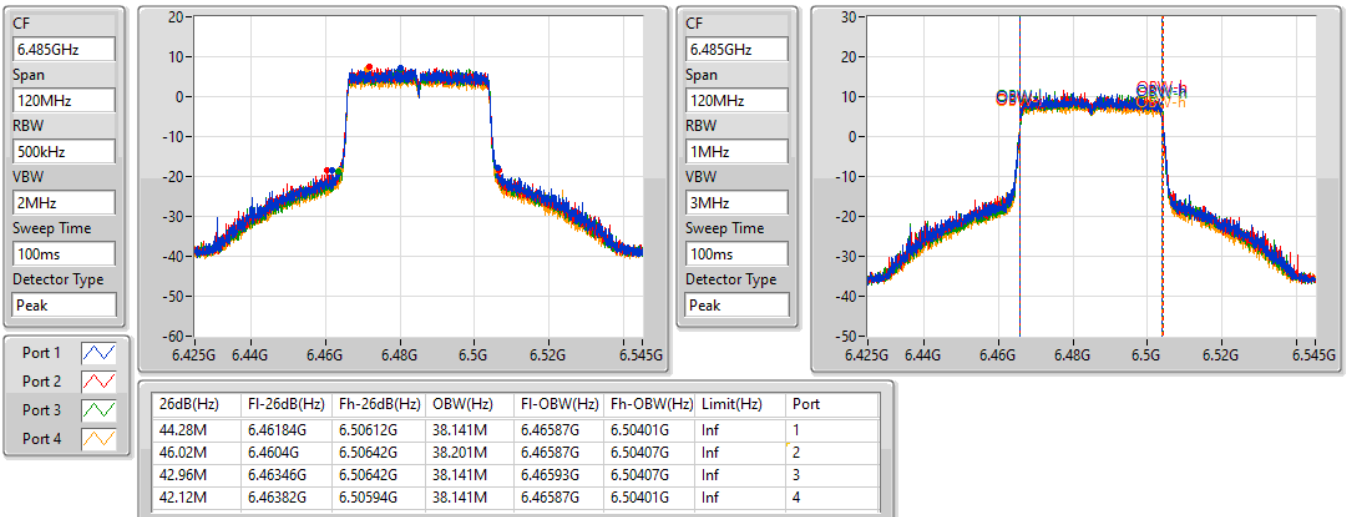 CF
6.485GHz
Span
120MHz
RBW
500kHz
VBW
2MHz
Sweep Time
100ms
Detector Type
Peak
20
10
0
-10
-20
-30
-40
-50
-60
6.425G 6.44G 6.46G 6.48G 6.5G 6.52G 6.545G
CF
6.485GHz
Span
120MHz
RBW
1MHz
VBW
3MHz
Sweep Time
100ms
Detector Type
Peak
30
20
10
0
-10
-20
-30
-40
-50
OBW-h
OBW-h
6.425G 6.44G 6.46G 6.48G 6.5G 6.52G 6.545G
Port 1
Port 2
Port 3
Port 4
26dB(Hz) Fl-26dB(Hz) Fh-26dB(Hz) OBW(Hz) Fl-OBW(Hz) Fh-OBW(Hz) Limit(Hz) Port
44.28M 6.46184G 6.50612G 38.141M 6.46587G 6.50401G Inf 1
46.02M 6.4604G 6.50642G 38.201M 6.46587G 6.50407G Inf 2
42.96M 6.46346G 6.50642G 38.141M 6.46593G 6.50407G Inf 3
42.12M 6.46382G 6.50594G 38.141M 6.46587G 6.50401G Inf 4